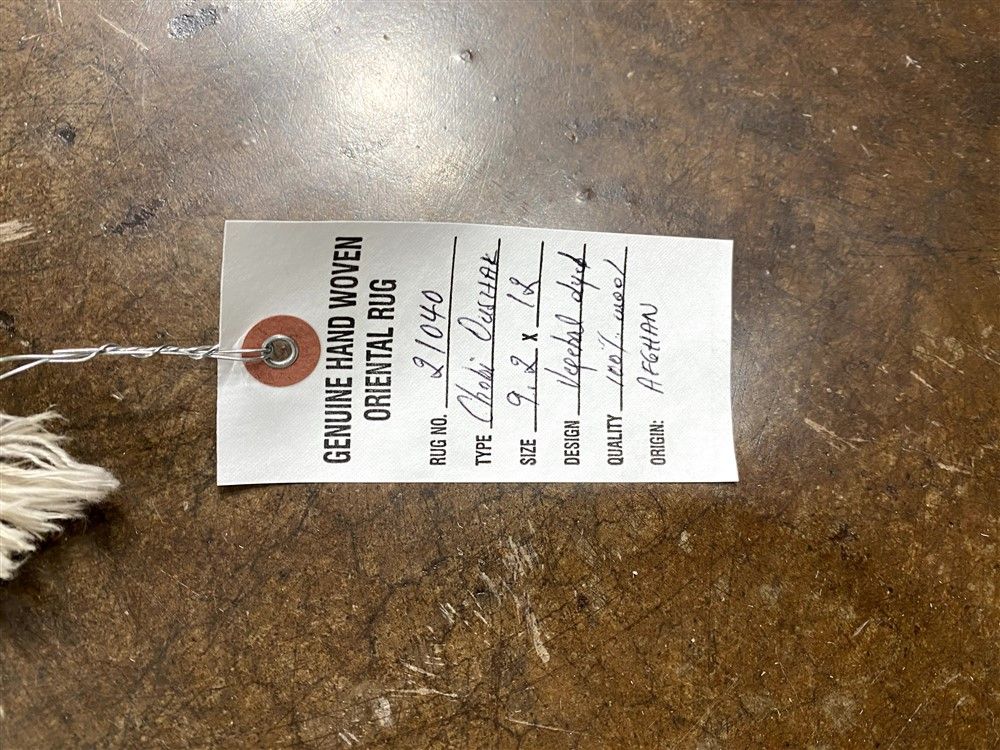 GENUINE HAND WOVEN
ORIENTAL RUG
RUG NO. 21040
TYPE Chobi OUSHAK
SIZE 9.2 x 12
DESIGN Vegetal dyed
QUALITY 100% wool
ORIGIN: AFGHAN